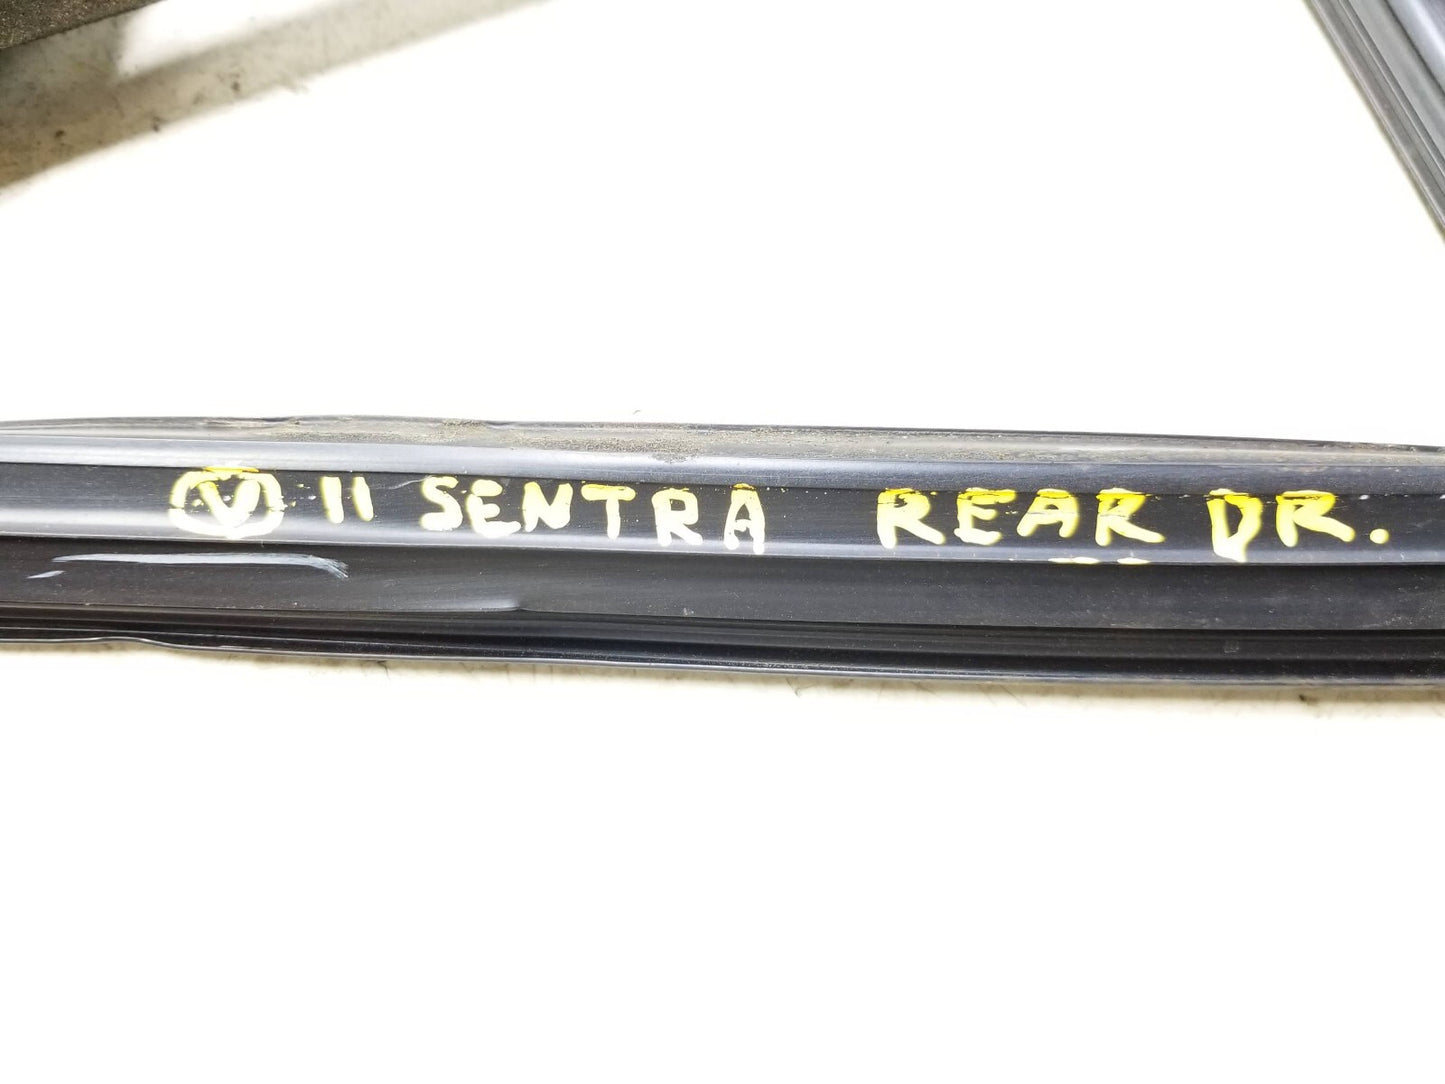 V 11 SENTRA REAR DR.